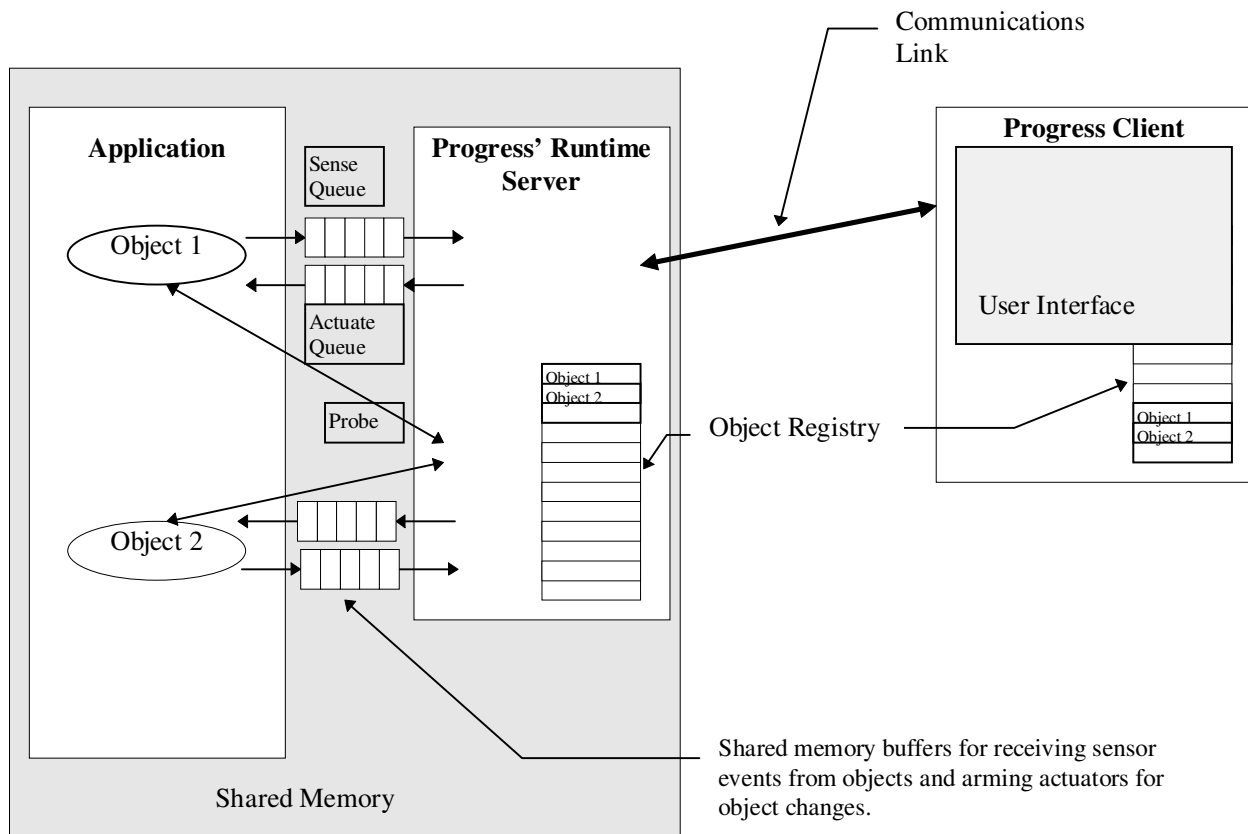 Communications
Link
Application
Sense
Queue
Progress’ Runtime
Server
Progress Client
Object 1
User Interface
Actuate
Queue
Object 1
Object 2
Probe
Object Registry
Object 1
Object 2
Object 2
Shared memory buffers for receiving sensor
events from objects and arming actuators for
object changes.
Shared Memory